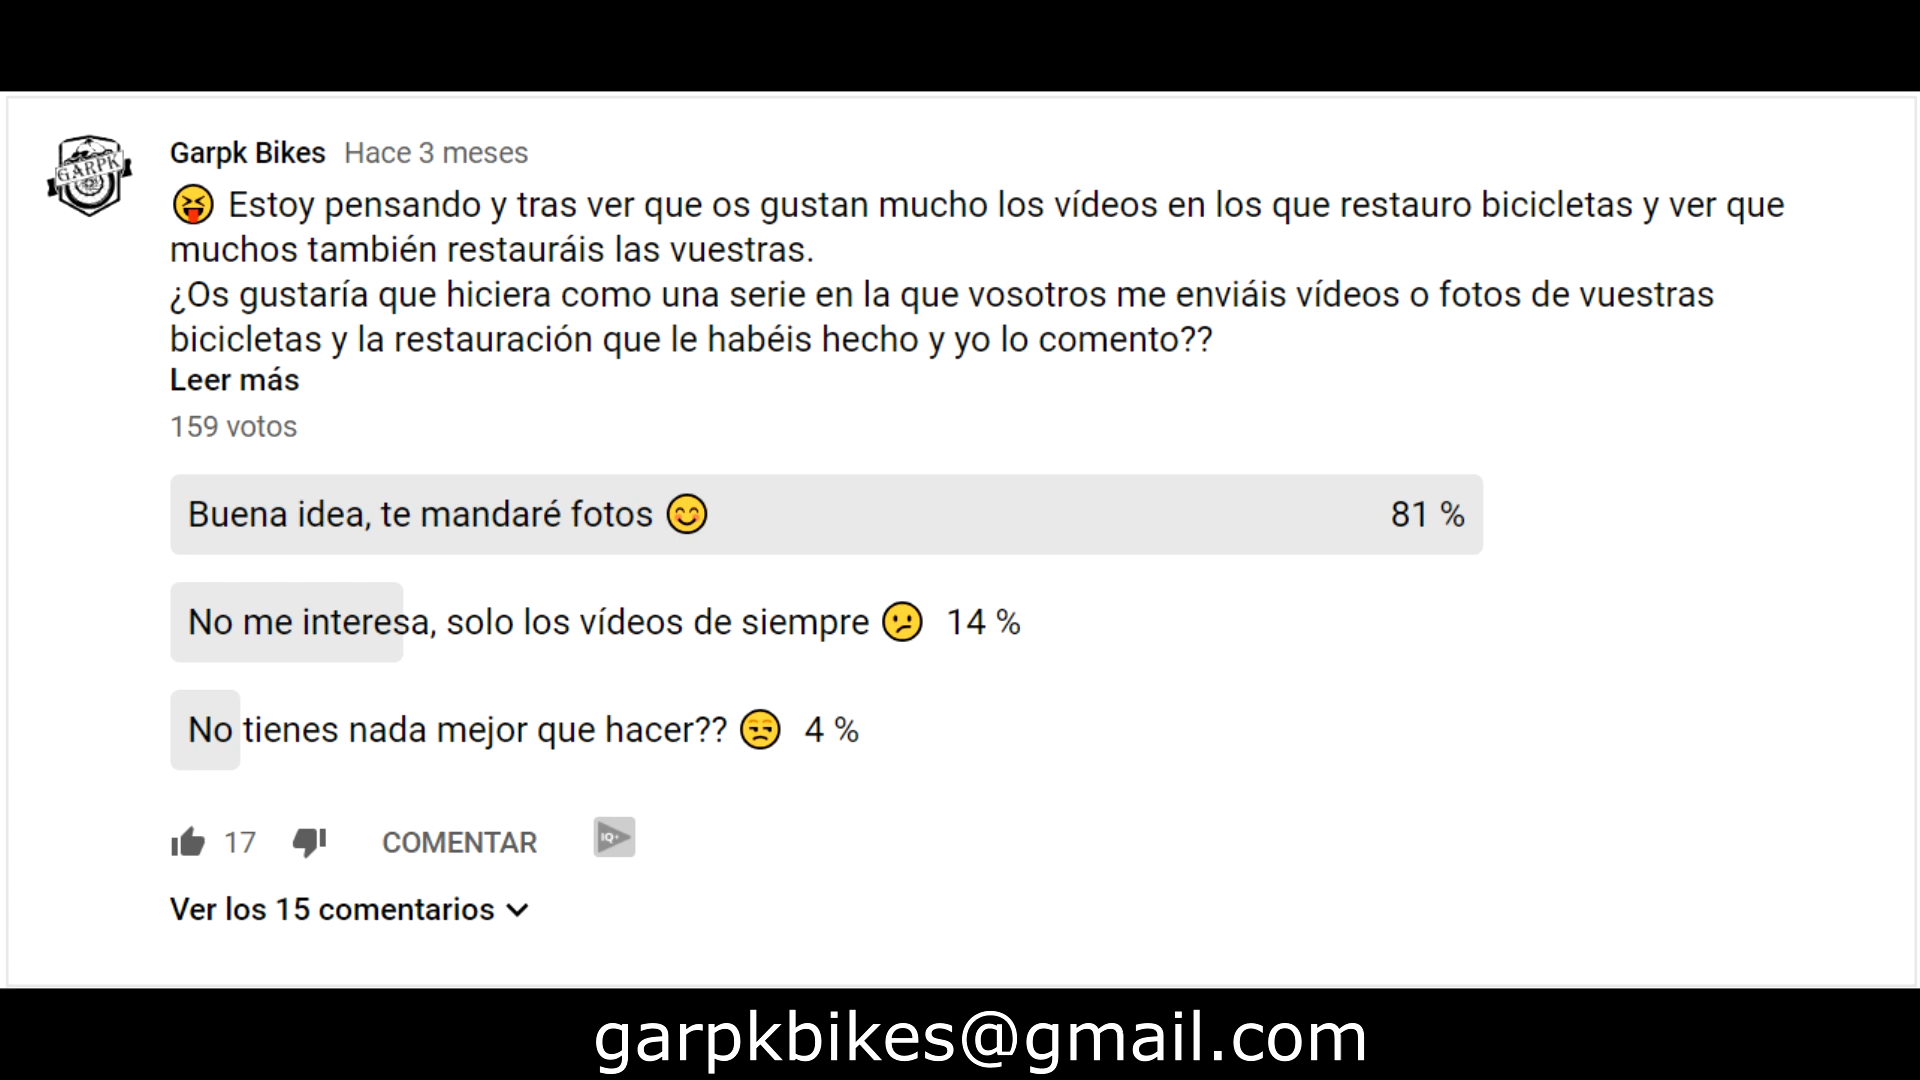 GARPK
Garpk Bikes Hace 3 meses
😝 Estoy pensando y tras ver que os gustan mucho los vídeos en los que restauro bicicletas y ver que
muchos también restauráis las vuestras.
¿Os gustaría que hiciera como una serie en la que vosotros me enviáis vídeos o fotos de vuestras
bicicletas y la restauración que le habéis hecho y yo lo comento??
Leer más
159 votos
Buena idea, te mandaré fotos 😊 81 %
No me interesa, solo los vídeos de siempre 😕 14 %
No tienes nada mejor que hacer?? 😒 4 %
17 COMENTAR IQ+
Ver los 15 comentarios
garpkbikes@gmail.com